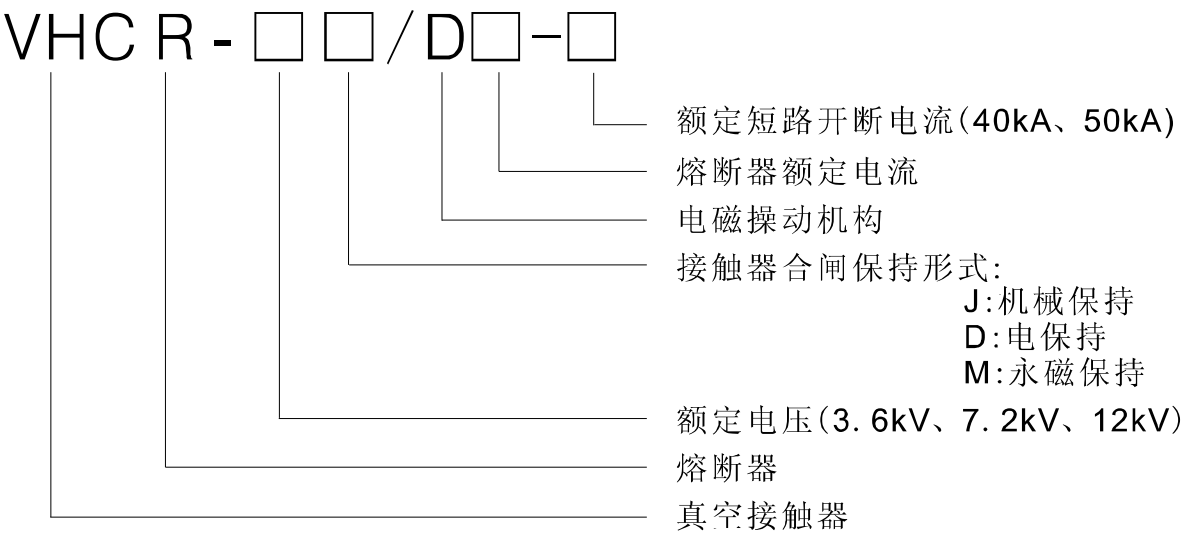 VHC R - □ □ / D □ - □
额定短路开断电流(40kA、50kA)
熔断器额定电流
电磁操动机构
接触器合闸保持形式:
J:机械保持
D:电保持
M:永磁保持
额定电压(3. 6kV、7. 2kV、12kV)
熔断器
真空接触器